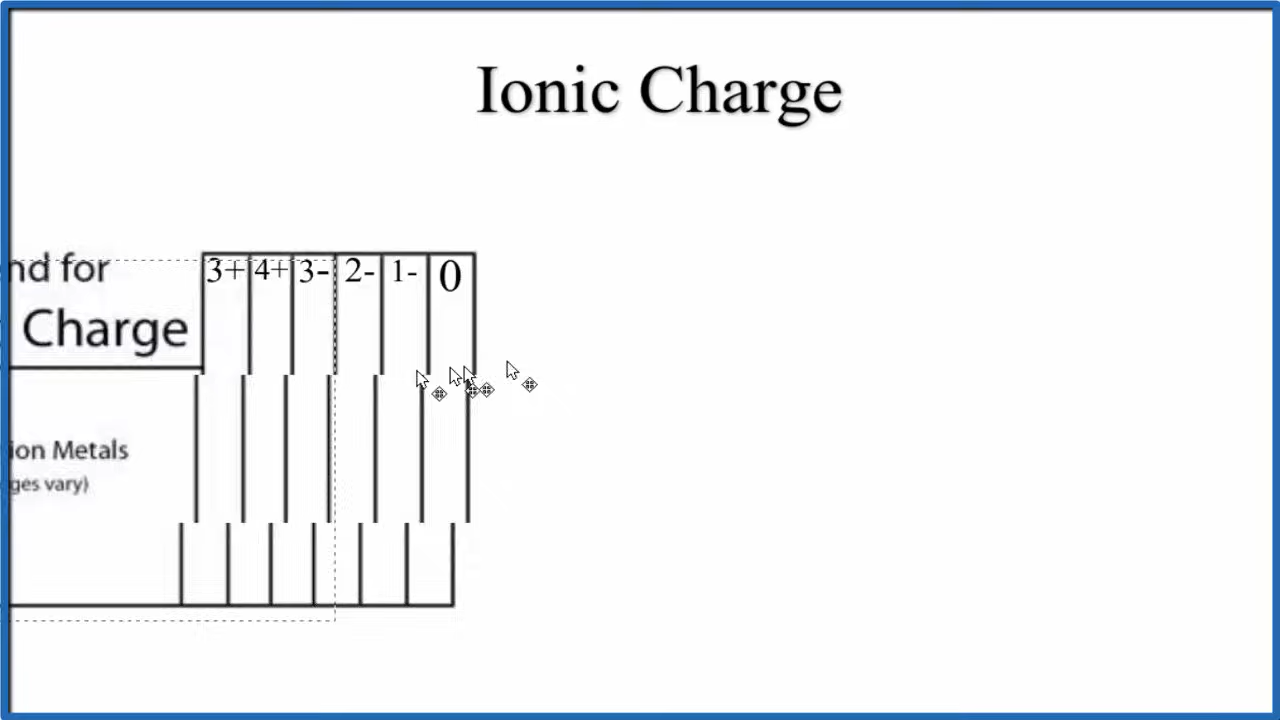 Ionic Charge
nd for
3+ 4+ 3- 2- 1- 0
Charge
ion Metals
ges vary)